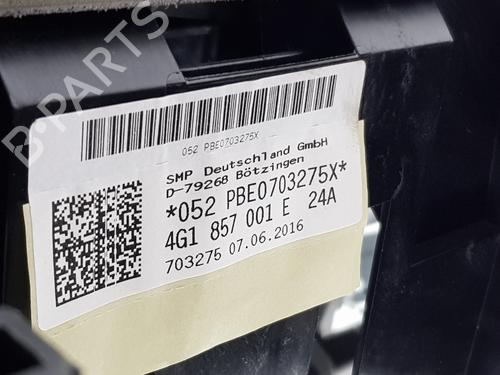 B-PARTS
052 PBE0703275X
SMP Deutschland GmbH
D-79268 Bötzingen
*052 PBE0703275X*
4G1 857 001 E 24A
703275 07.06.2016